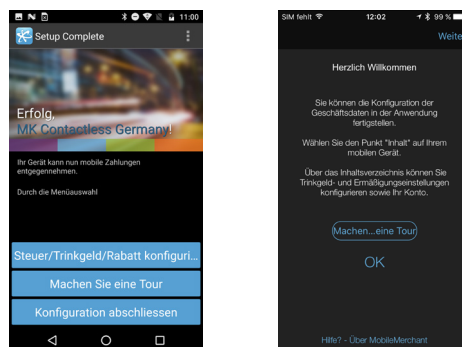 11:00
Setup Complete
Erfolg,
MK Contactless Germany!
Ihr Gerät kann nun mobile Zahlungen
entgegennehmen.
Durch die Menüauswahl
Steuer/Trinkgeld/Rabatt konfiguri...
Machen Sie eine Tour
Konfiguration abschliessen
SIM fehlt 12:02 99 %
Weite
Herzlich Willkommen
Sie können die Konfiguration der
Geschäftsdaten in der Anwendung
fertigstellen.
Wählen Sie den Punkt "Inhalt" auf Ihrem
mobilen Gerät.
Über das Inhaltsverzeichnis können Sie
Trinkgeld- und Ermäßigungseinstellungen
konfigurieren sowie Ihr Konto.
Machen...eine Tour
OK
Hilfe? - Über MobileMerchant